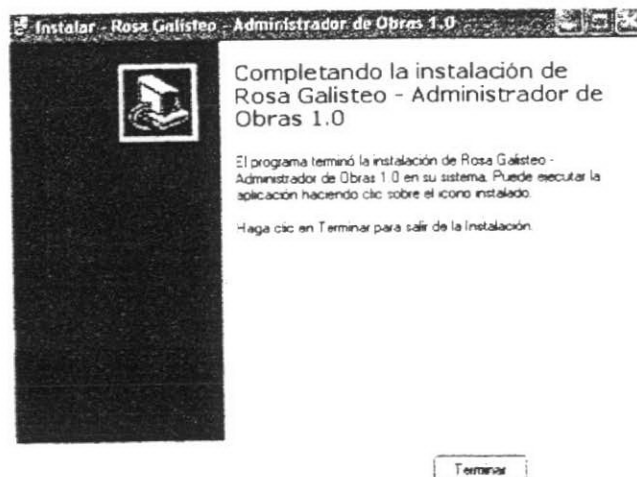 Instalar - Rosa Galisteo - Administrador de Obras 1.0
Completando la instalación de
Rosa Galisteo - Administrador de
Obras 1.0
El programa terminó la instalación de Rosa Galisteo -
Administrador de Obras 1.0 en su sistema. Puede ejecutar la
aplicación haciendo clic sobre el icono instalado.
Haga clic en Terminar para salir de la Instalación.
Terminar